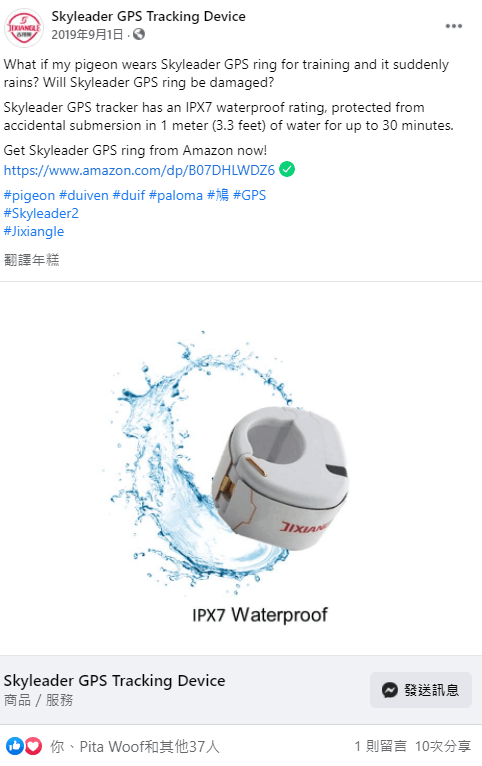 JIXIANGLE
Skyleader GPS Tracking Device
2019年9月1日 ·
What if my pigeon wears Skyleader GPS ring for training and it suddenly
rains? Will Skyleader GPS ring be damaged?
Skyleader GPS tracker has an IPX7 waterproof rating, protected from
accidental submersion in 1 meter (3.3 feet) of water for up to 30 minutes.
Get Skyleader GPS ring from Amazon now!
https://www.amazon.com/dp/B07DHLWDZ6
#pigeon #duiven #duif #paloma #鳩 #GPS
#Skyleader2
#Jixiangle
翻譯年糕
JIXIANGLE
IPX7 Waterproof
Skyleader GPS Tracking Device
商品 / 服務
發送訊息
你、Pita Woof和其他37人
1 則留言 10次分享